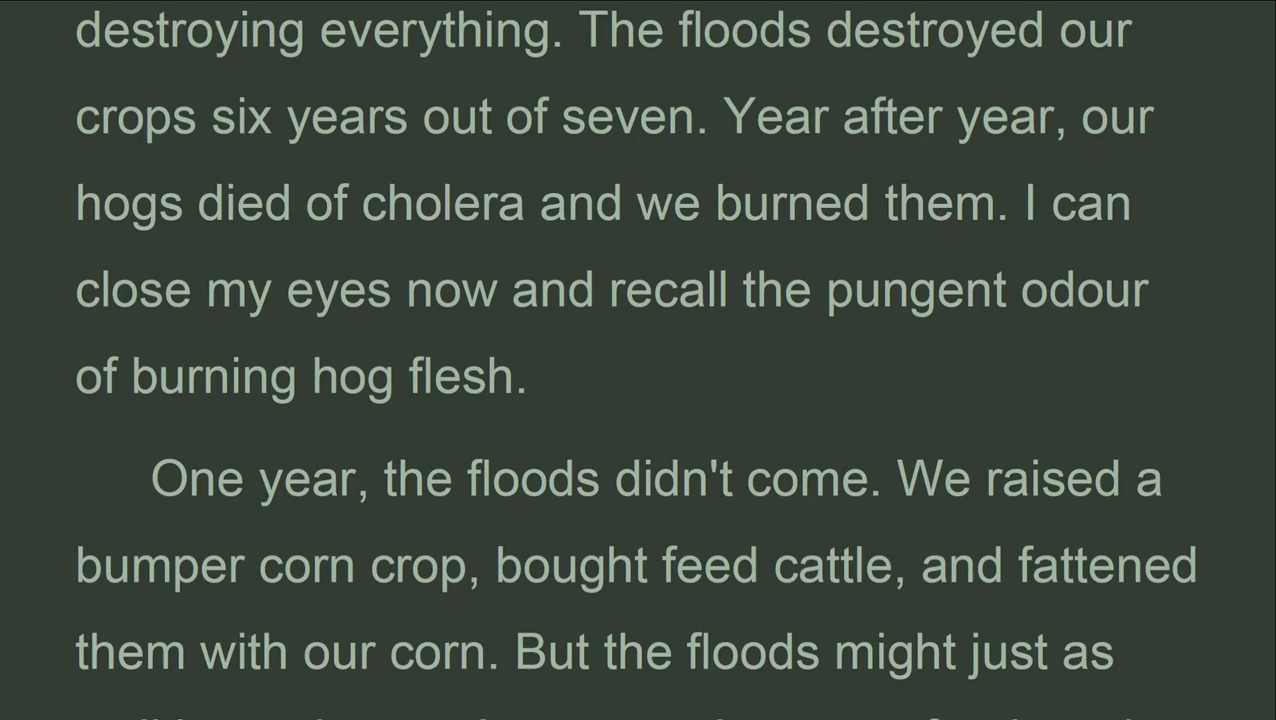 destroying everything. The floods destroyed our
crops six years out of seven. Year after year, our
hogs died of cholera and we burned them. I can
close my eyes now and recall the pungent odour
of burning hog flesh.
One year, the floods didn't come. We raised a
bumper corn crop, bought feed cattle, and fattened
them with our corn. But the floods might just as